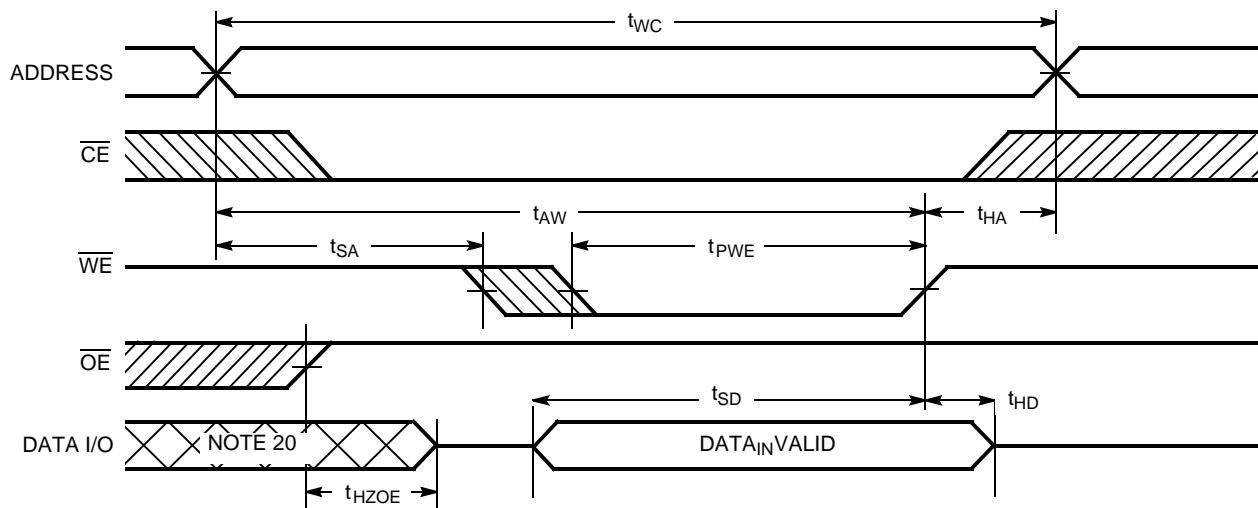 tWC
ADDRESS
CE
tAW
tHA
tSA
tPWE
WE
OE
tSD
tHD
DATA I/O
NOTE 20
DATAINVALID
tHZOE